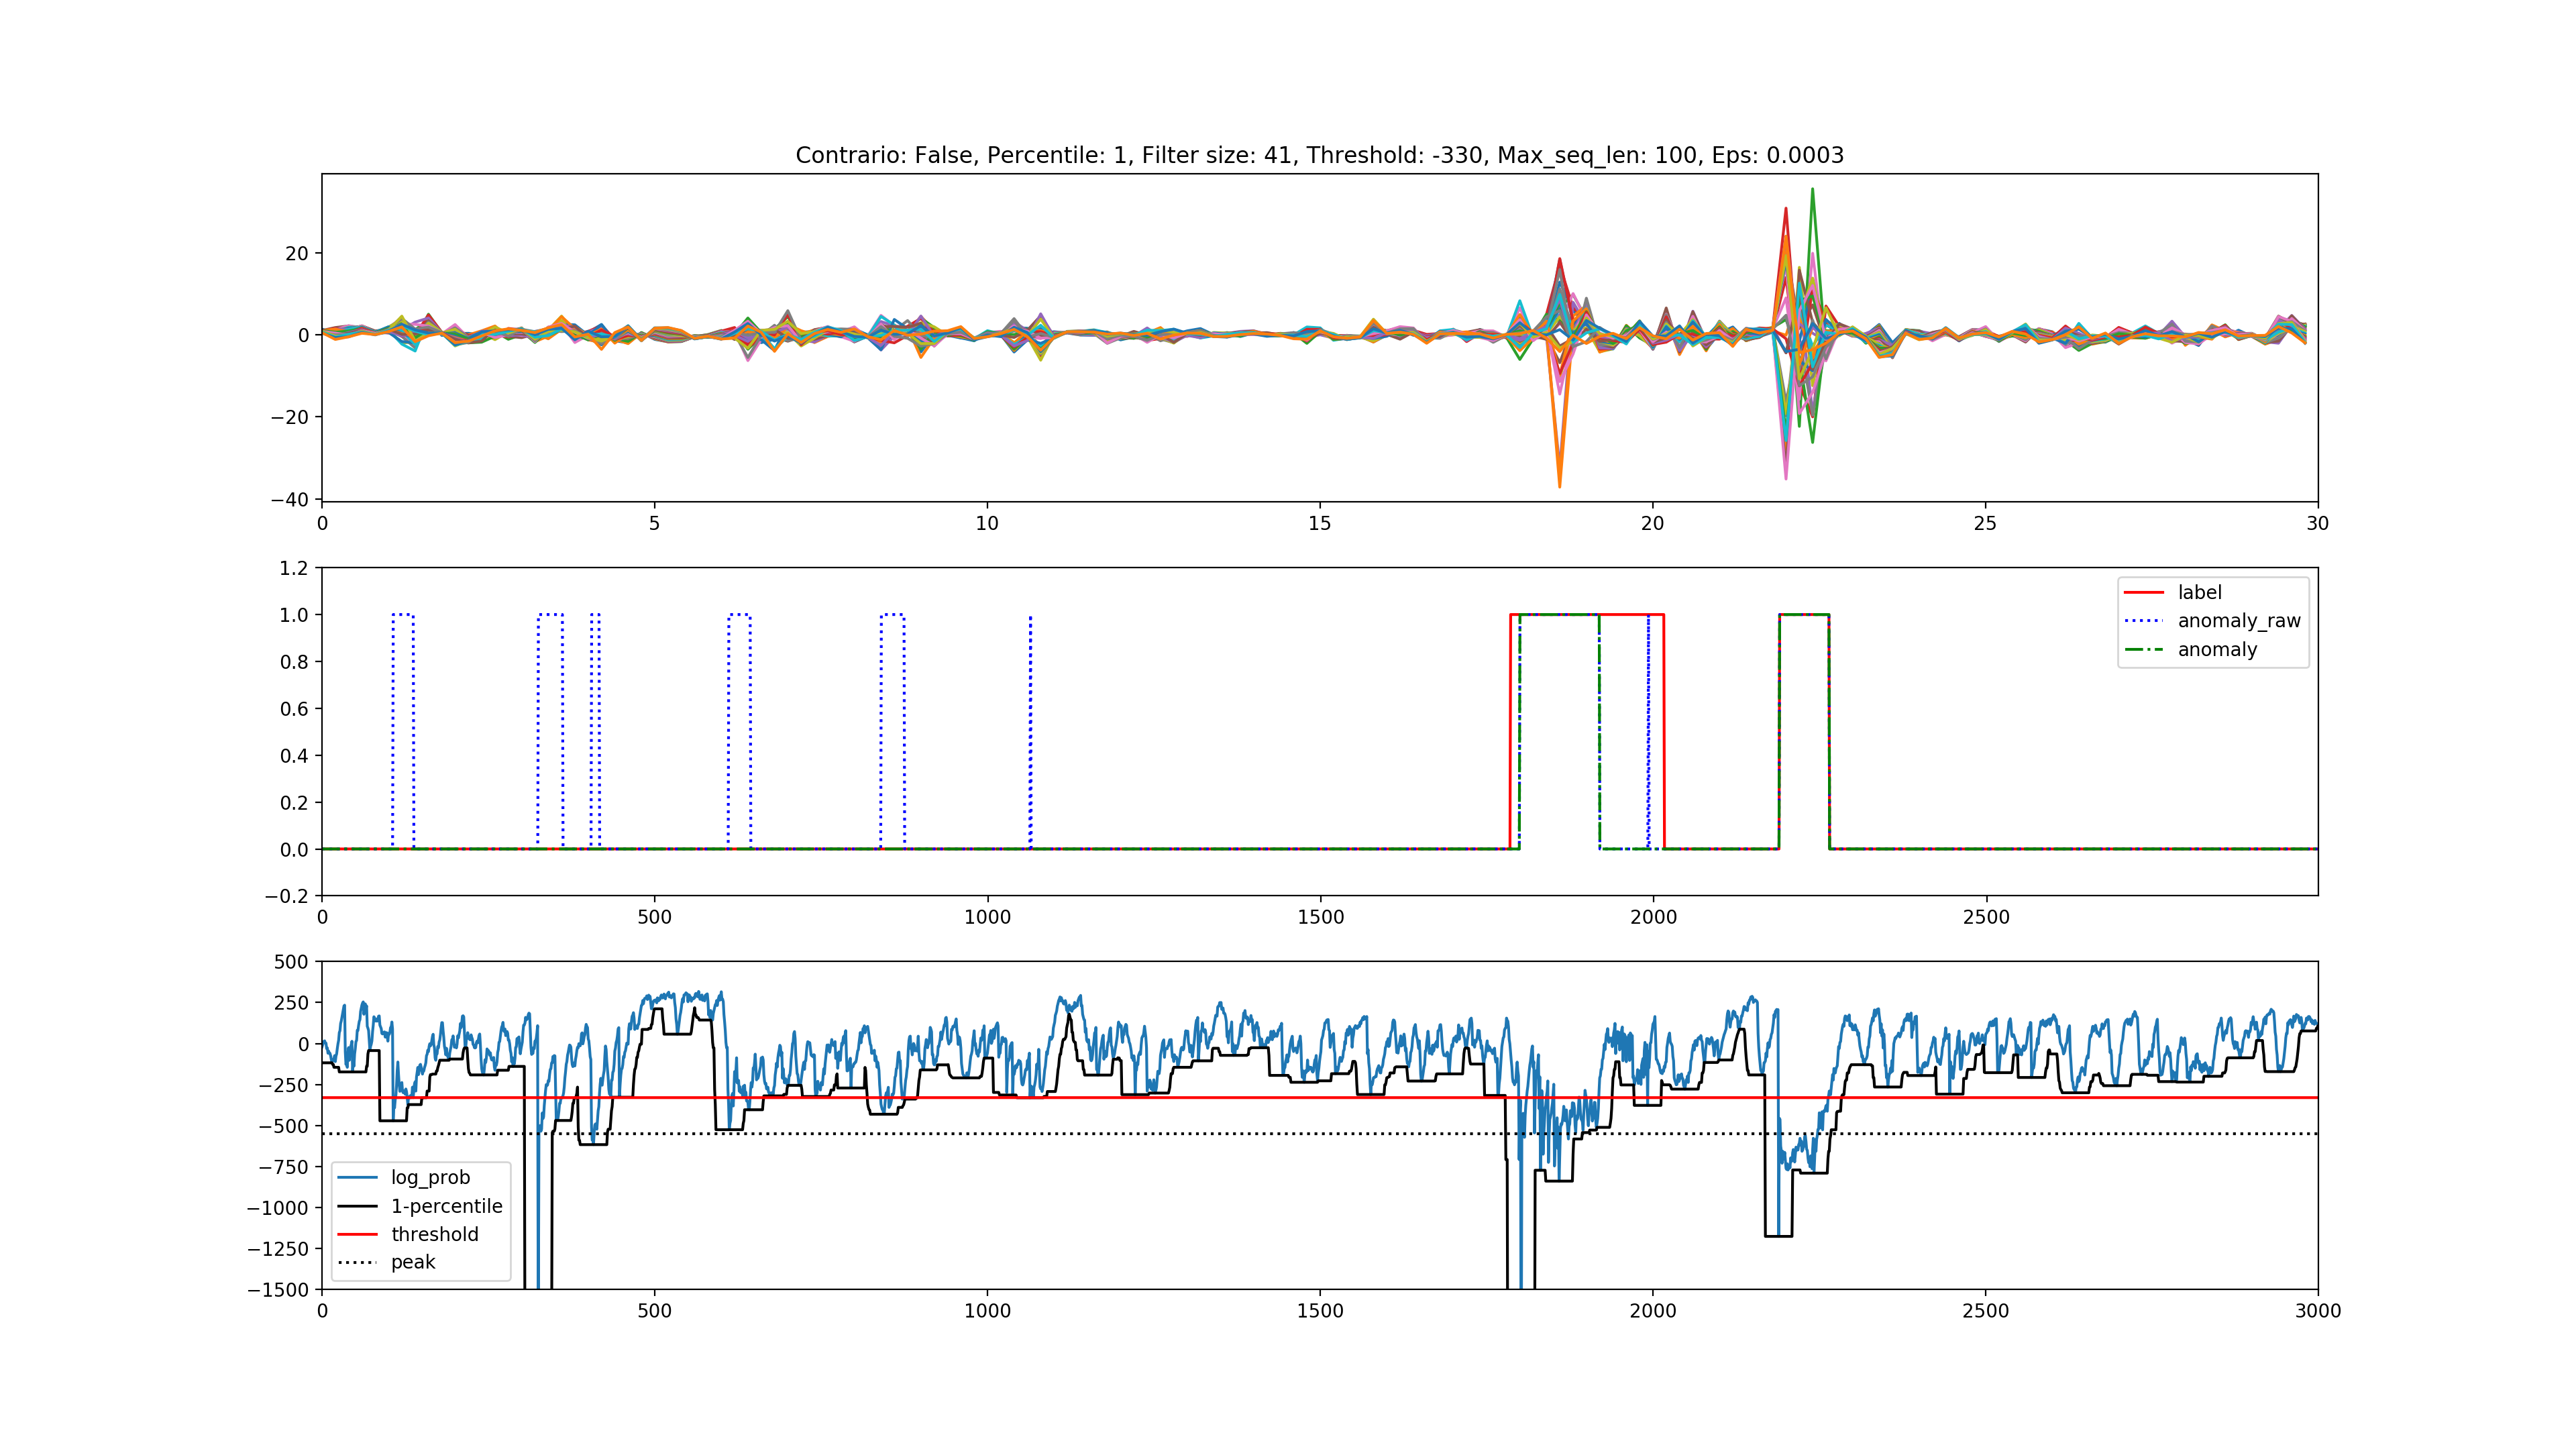 Contrario: False, Percentile: 1, Filter size: 41, Threshold: -330, Max_seq_len: 100, Eps: 0.0003
20
0
−20
−40
0 5 10 15 20 25 30
1.2
1.0
0.8
0.6
0.4
0.2
0.0
−0.2
label
anomaly_raw
anomaly
0 500 1000 1500 2000 2500
500
250
0
−250
−500
−750
−1000
−1250
−1500
log_prob
1-percentile
threshold
peak
0 500 1000 1500 2000 2500 3000